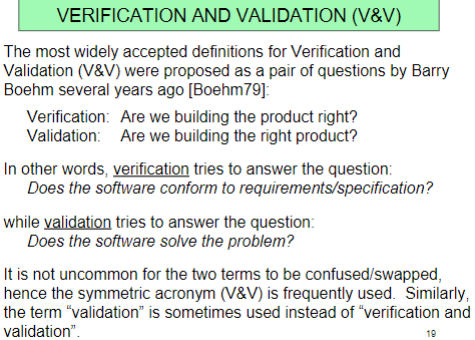 VERIFICATION AND VALIDATION (V&V)
The most widely accepted definitions for Verification and
Validation (V&V) were proposed as a pair of questions by Barry
Boehm several years ago [Boehm79]:
Verification: Are we building the product right?
Validation: Are we building the right product?
In other words, verification tries to answer the question:
Does the software conform to requirements/specification?
while validation tries to answer the question:
Does the software solve the problem?
It is not uncommon for the two terms to be confused/swapped,
hence the symmetric acronym (V&V) is frequently used. Similarly,
the term “validation” is sometimes used instead of “verification and
validation”.
19